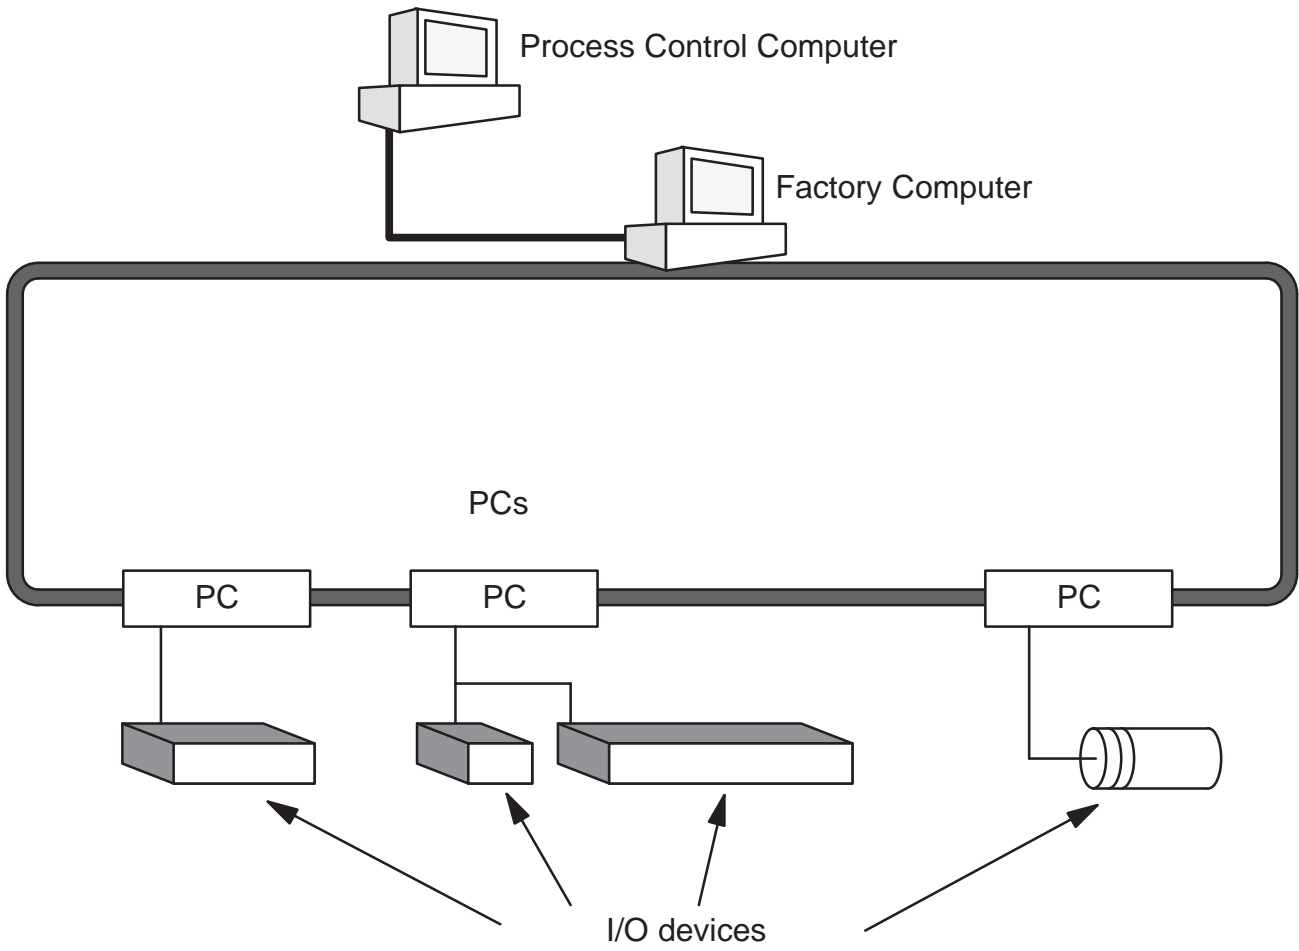 Process Control Computer
Factory Computer
PCs
PC
PC
PC
I/O devices